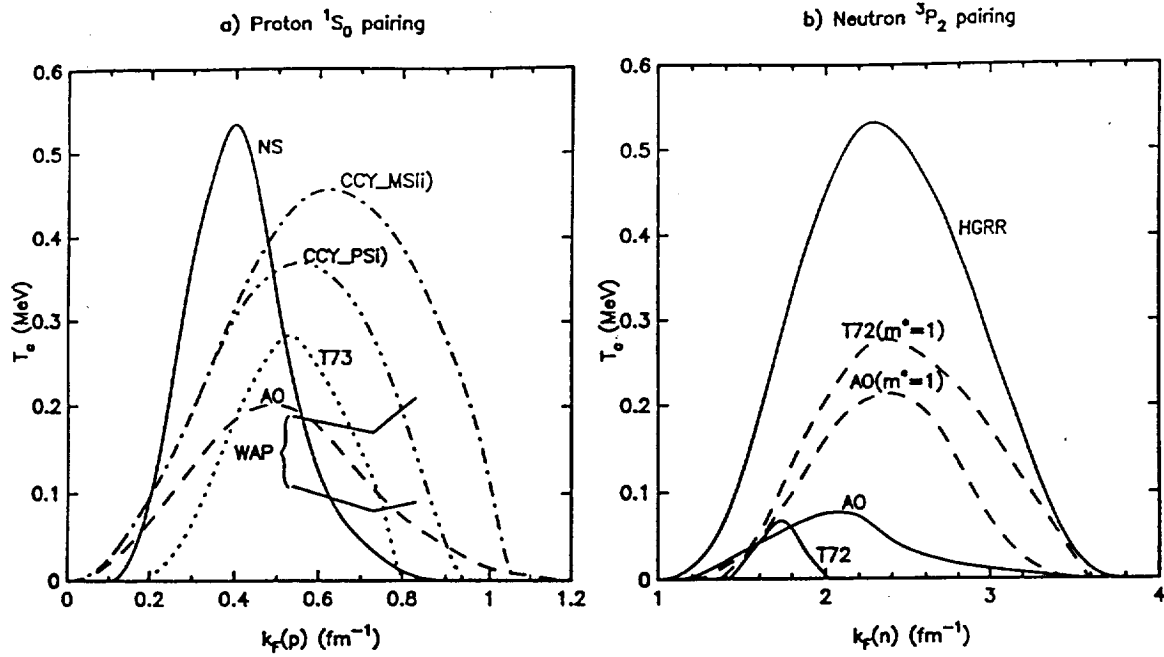 a) Proton ¹S₀ pairing
0.6
0.5
0.4
0.3
0.2
0.1
0
T_c (MeV)
NS
CCY_MSii)
CCY_PSi)
T73
AO
WAP
0
0.2
0.4
0.6
0.8
1
1.2
k_F(p) (fm⁻¹)
b) Neutron ³P₂ pairing
0.6
0.5
0.4
0.3
0.2
0.1
0
T_c (MeV)
HGRR
T72(m*=1)
AO(m*=1)
AO
T72
1
2
3
4
k_F(n) (fm⁻¹)